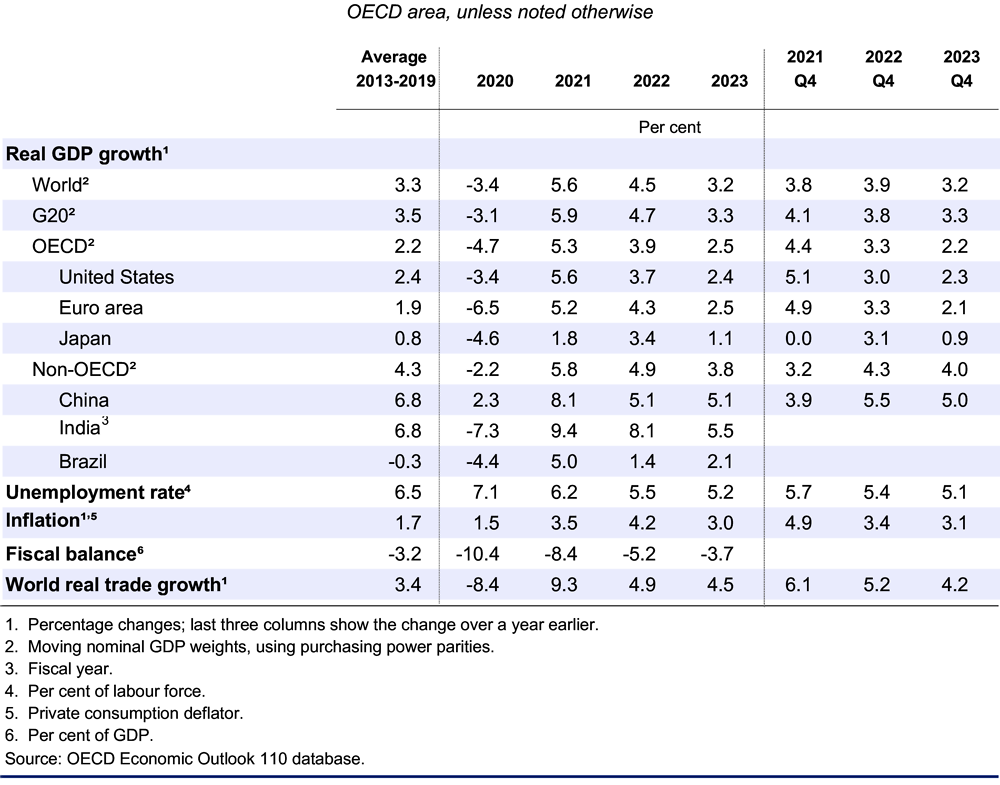 OECD area, unless noted otherwise
Average 2013-2019 2020 2021 2022 2023 2021 Q4 2022 Q4 2023 Q4
Per cent
Real GDP growth¹
World² 3.3 -3.4 5.6 4.5 3.2 3.8 3.9 3.2
G20² 3.5 -3.1 5.9 4.7 3.3 4.1 3.8 3.3
OECD² 2.2 -4.7 5.3 3.9 2.5 4.4 3.3 2.2
United States 2.4 -3.4 5.6 3.7 2.4 5.1 3.0 2.3
Euro area 1.9 -6.5 5.2 4.3 2.5 4.9 3.3 2.1
Japan 0.8 -4.6 1.8 3.4 1.1 0.0 3.1 0.9
Non-OECD² 4.3 -2.2 5.8 4.9 3.8 3.2 4.3 4.0
China 6.8 2.3 8.1 5.1 5.1 3.9 5.5 5.0
India³ 6.8 -7.3 9.4 8.1 5.5
Brazil -0.3 -4.4 5.0 1.4 2.1
Unemployment rate⁴ 6.5 7.1 6.2 5.5 5.2 5.7 5.4 5.1
Inflation¹˒⁵ 1.7 1.5 3.5 4.2 3.0 4.9 3.4 3.1
Fiscal balance⁶ -3.2 -10.4 -8.4 -5.2 -3.7
World real trade growth¹ 3.4 -8.4 9.3 4.9 4.5 6.1 5.2 4.2
1. Percentage changes; last three columns show the change over a year earlier.
2. Moving nominal GDP weights, using purchasing power parities.
3. Fiscal year.
4. Per cent of labour force.
5. Private consumption deflator.
6. Per cent of GDP.
Source: OECD Economic Outlook 110 database.